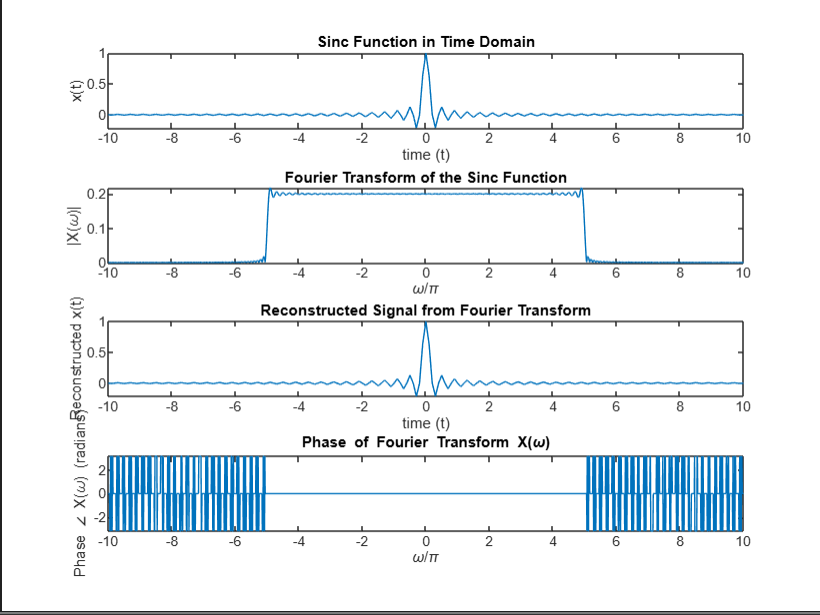 Sinc Function in Time Domain
x(t)
1
0.5
0
-10 -8 -6 -4 -2 0 2 4 6 8 10
time (t)
Fourier Transform of the Sinc Function
|X(ω)|
0.2
0.1
0
-10 -8 -6 -4 -2 0 2 4 6 8 10
ω/π
Reconstructed Signal from Fourier Transform
Reconstructed x(t)
1
0.5
0
-10 -8 -6 -4 -2 0 2 4 6 8 10
time (t)
Phase of Fourier Transform X(ω)
Phase ∠ X(ω) (radians)
2
0
-2
-10 -8 -6 -4 -2 0 2 4 6 8 10
ω/π